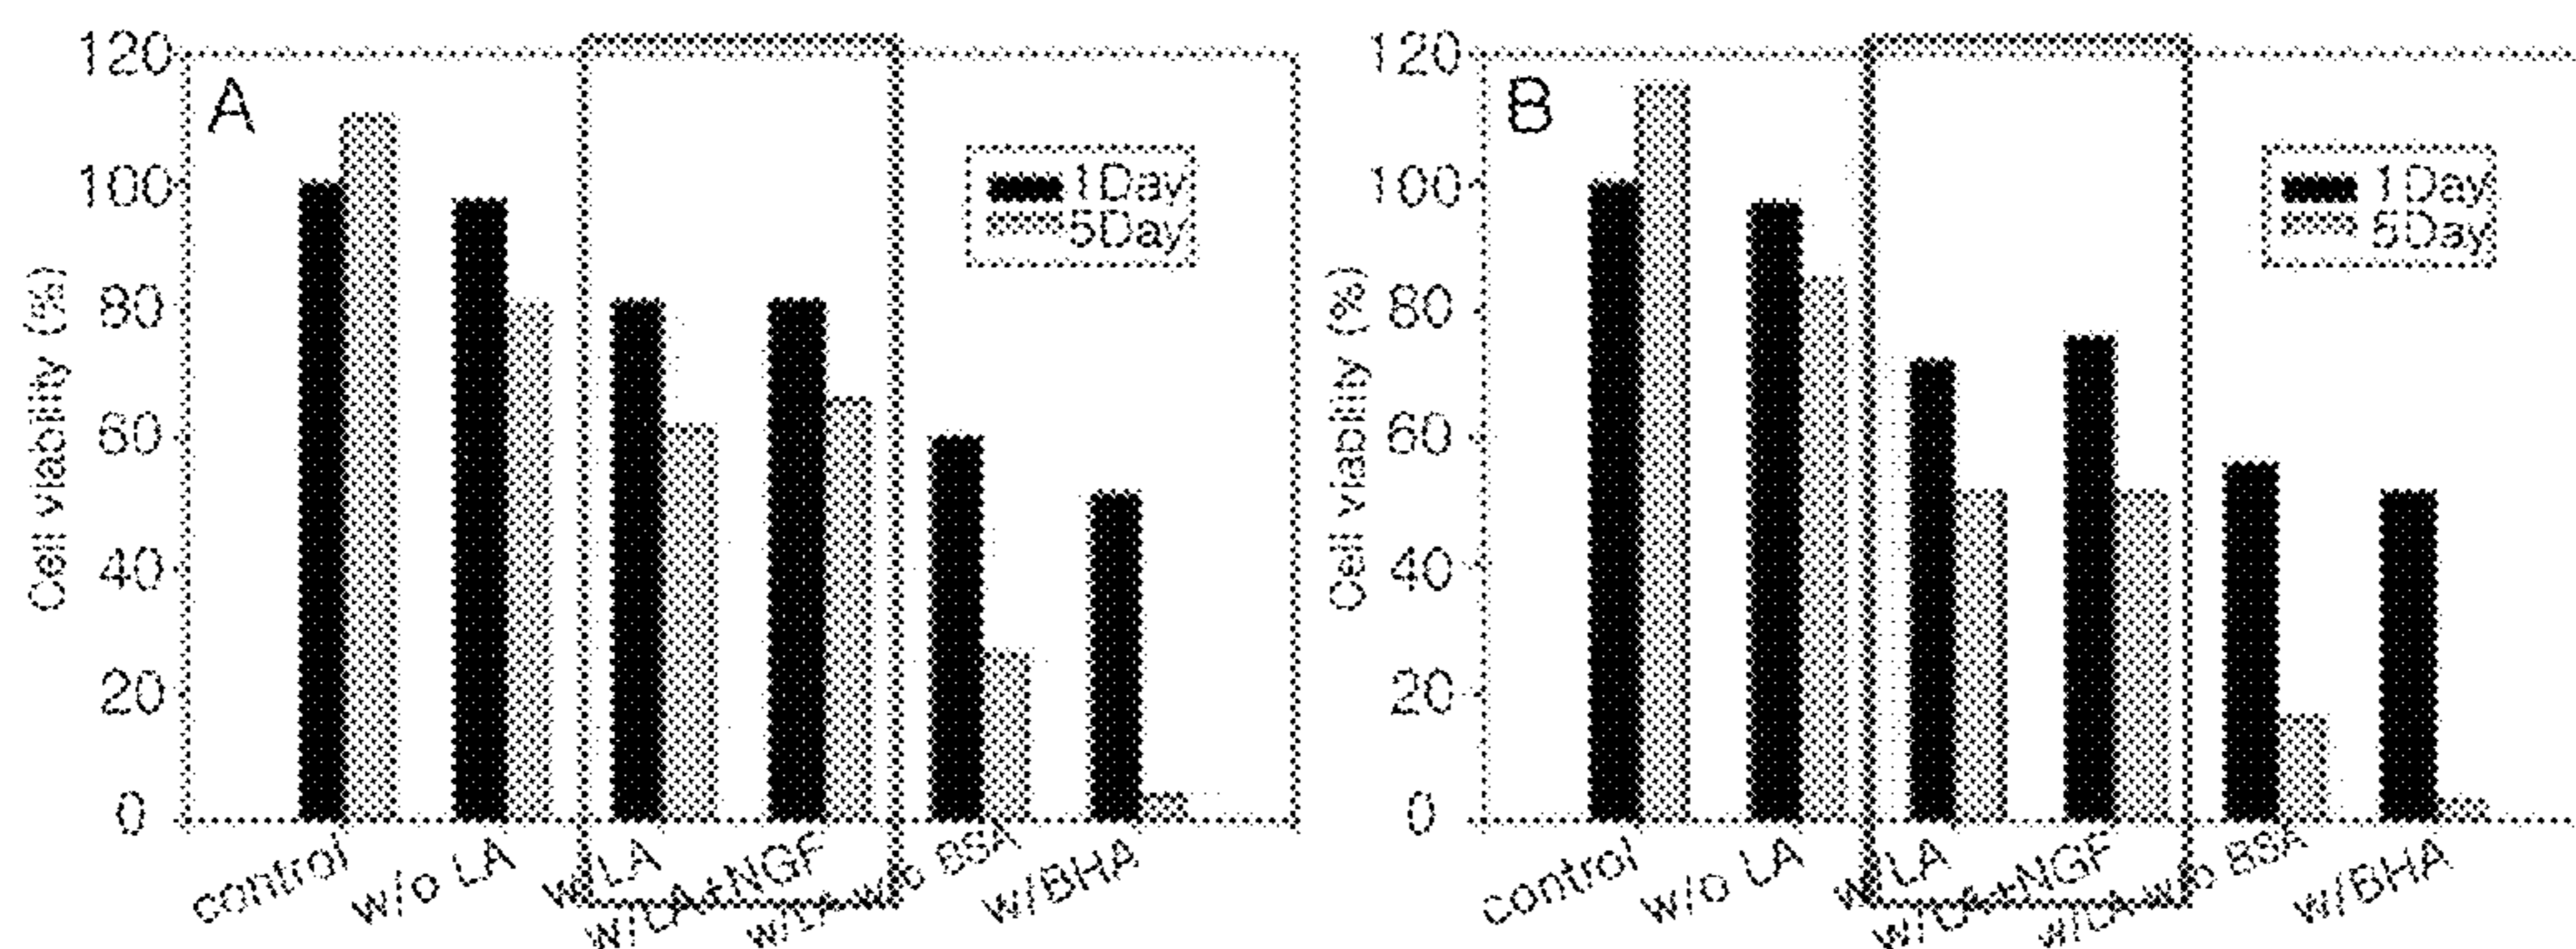 A
Cell viability (%)
120
100
80
60
40
20
0
1Day
5Day
control
w/o LA
w/LA
w/LA+NGF
w/LA w/o BSA
w/BHA
B
Cell viability (%)
120
100
80
60
40
20
0
1Day
5Day
control
w/o LA
w/LA
w/LA+NGF
w/LA w/o BSA
w/BHA